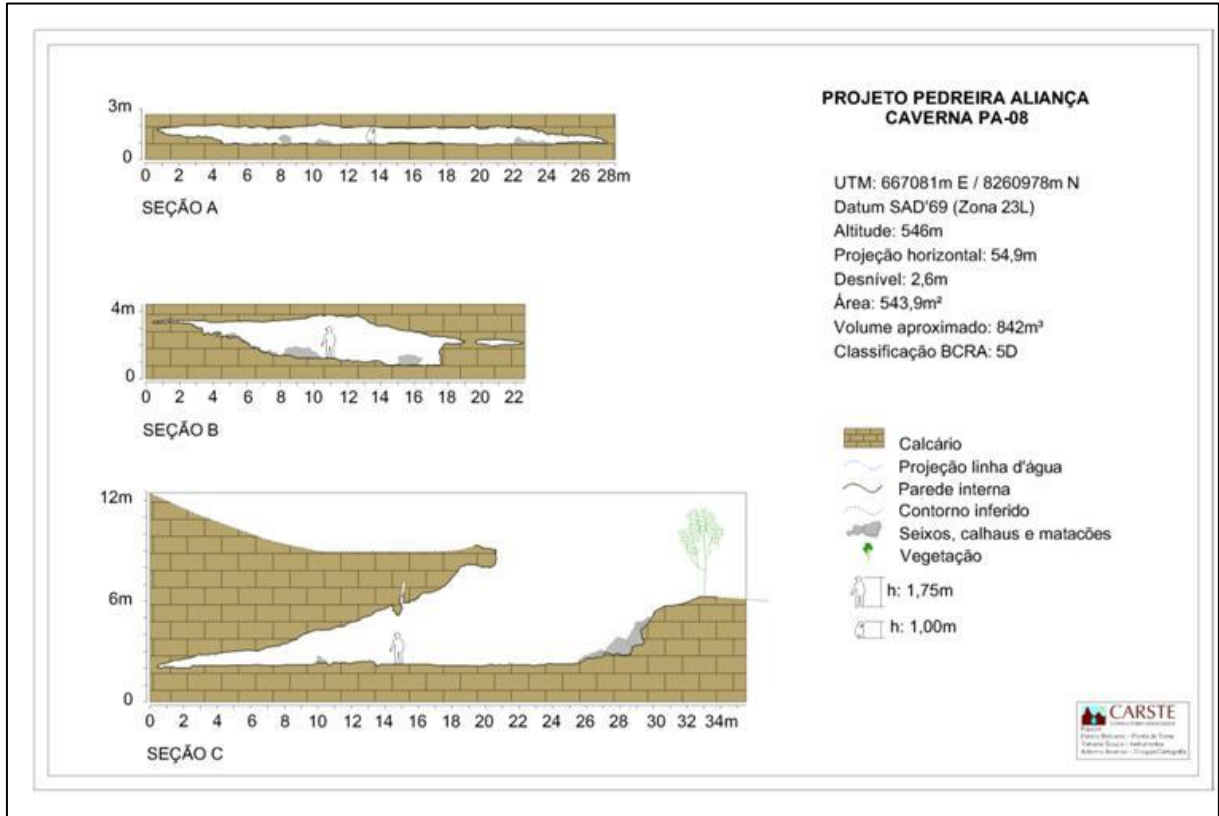 3m
0
0 2 4 6 8 10 12 14 16 18 20 22 24 26 28m
SEÇÃO A
4m
0
0 2 4 6 8 10 12 14 16 18 20 22
SEÇÃO B
12m
6m
0
0 2 4 6 8 10 12 14 16 18 20 22 24 26 28 30 32 34m
SEÇÃO C
PROJETO PEDREIRA ALIANÇA
CAVERNA PA-08
UTM: 667081m E / 8260978m N
Datum SAD'69 (Zona 23L)
Altitude: 546m
Projeção horizontal: 54,9m
Desnível: 2,6m
Área: 543,9m²
Volume aproximado: 842m³
Classificação BCRA: 5D
Calcário
Projeção linha d'água
Parede interna
Contorno inferido
Seixos, calhaus e matacões
Vegetação
h: 1,75m
h: 1,00m
CARSTE